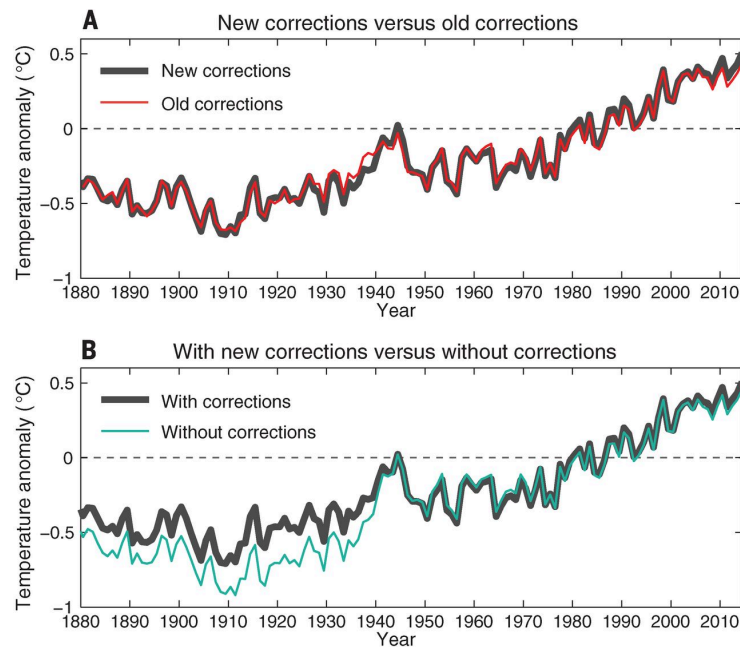 A New corrections versus old corrections
Temperature anomaly (°C)
0.5
0
−0.5
−1
New corrections
Old corrections
1880 1890 1900 1910 1920 1930 1940 1950 1960 1970 1980 1990 2000 2010
Year
B With new corrections versus without corrections
Temperature anomaly (°C)
0.5
0
−0.5
−1
With corrections
Without corrections
1880 1890 1900 1910 1920 1930 1940 1950 1960 1970 1980 1990 2000 2010
Year